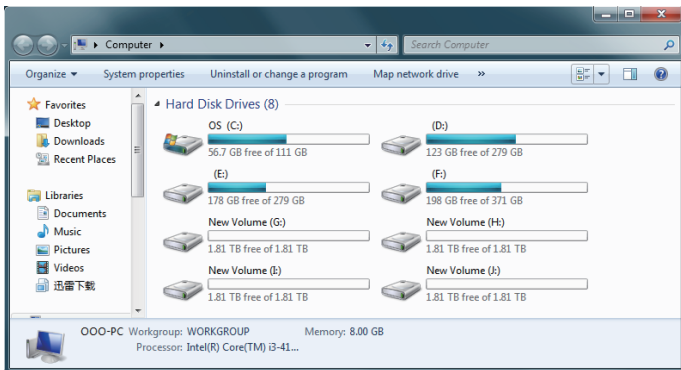 Computer
Search Computer
Organize
System properties
Uninstall or change a program
Map network drive
»
Favorites
Desktop
Downloads
Recent Places
Libraries
Documents
Music
Pictures
Videos
迅雷下载
Hard Disk Drives (8)
OS (C:)
56.7 GB free of 111 GB
(D:)
123 GB free of 279 GB
(E:)
178 GB free of 279 GB
(F:)
198 GB free of 371 GB
New Volume (G:)
1.81 TB free of 1.81 TB
New Volume (H:)
1.81 TB free of 1.81 TB
New Volume (I:)
1.81 TB free of 1.81 TB
New Volume (J:)
1.81 TB free of 1.81 TB
OOO-PC Workgroup: WORKGROUP Memory: 8.00 GB
Processor: Intel(R) Core(TM) i3-41...